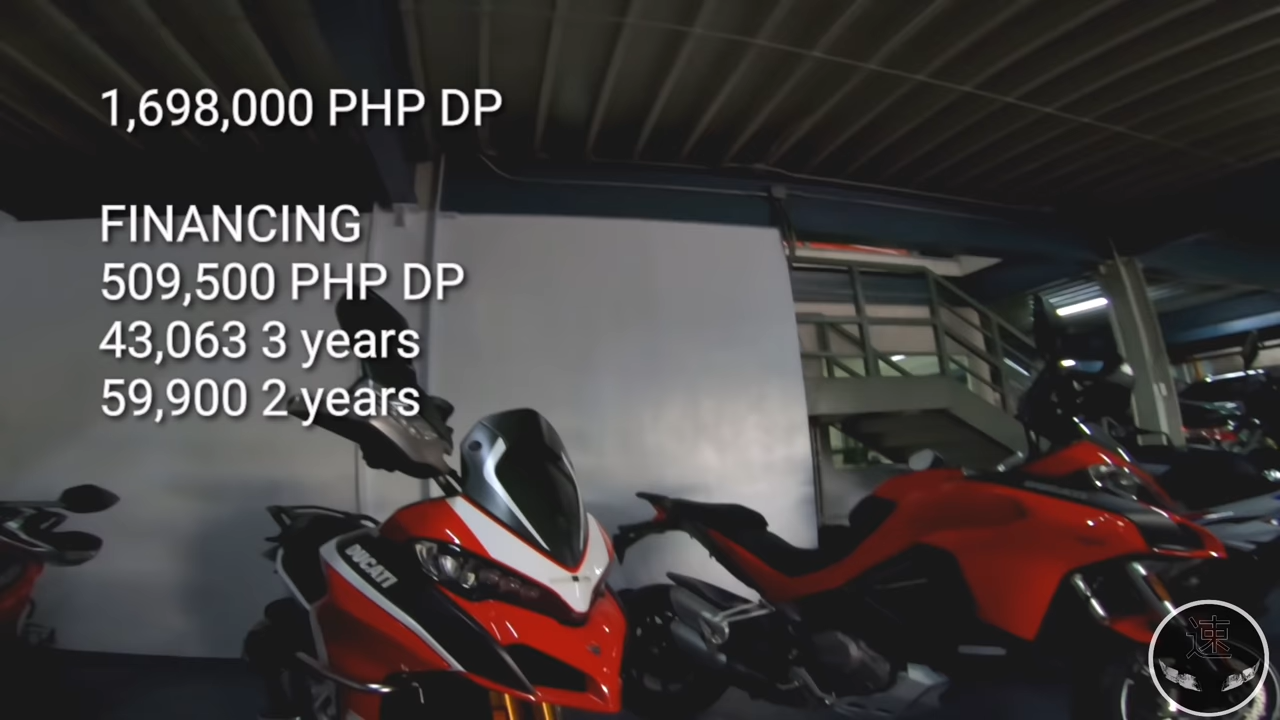 1,698,000 PHP DP
FINANCING
509,500 PHP DP
43,063 3 years
59,900 2 years
DUCATI
速